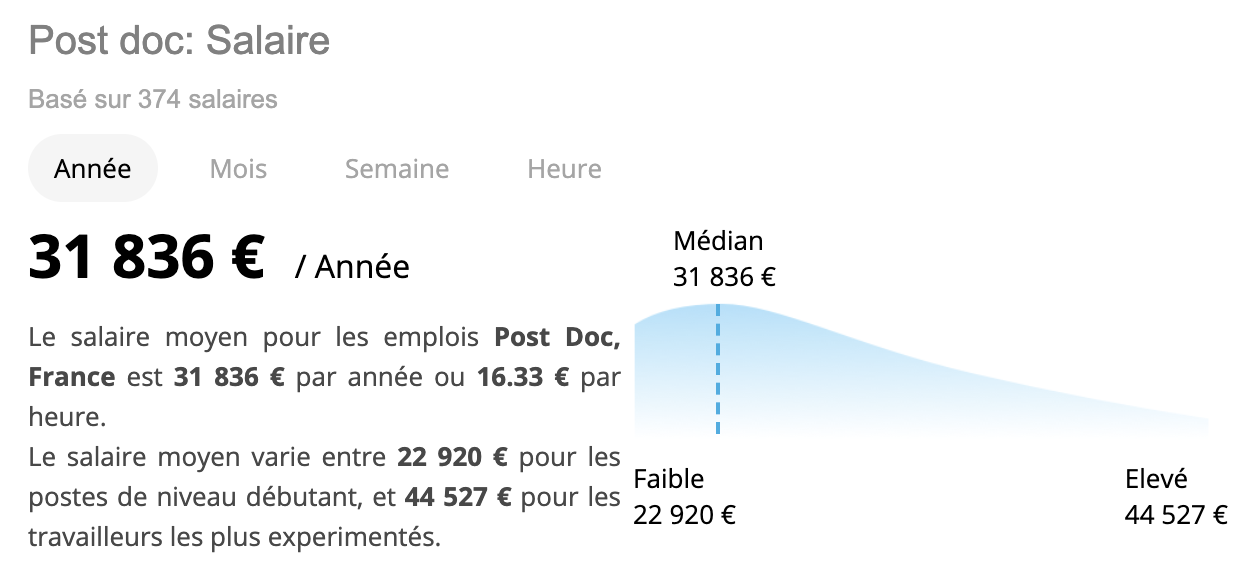 Post doc: Salaire
Basé sur 374 salaires
Année Mois Semaine Heure
31 836 € / Année
Le salaire moyen pour les emplois Post Doc,
France est 31 836 € par année ou 16.33 € par
heure.
Le salaire moyen varie entre 22 920 € pour les
postes de niveau débutant, et 44 527 € pour les
travailleurs les plus experimentés.
Médian
31 836 €
Faible
22 920 €
Elevé
44 527 €